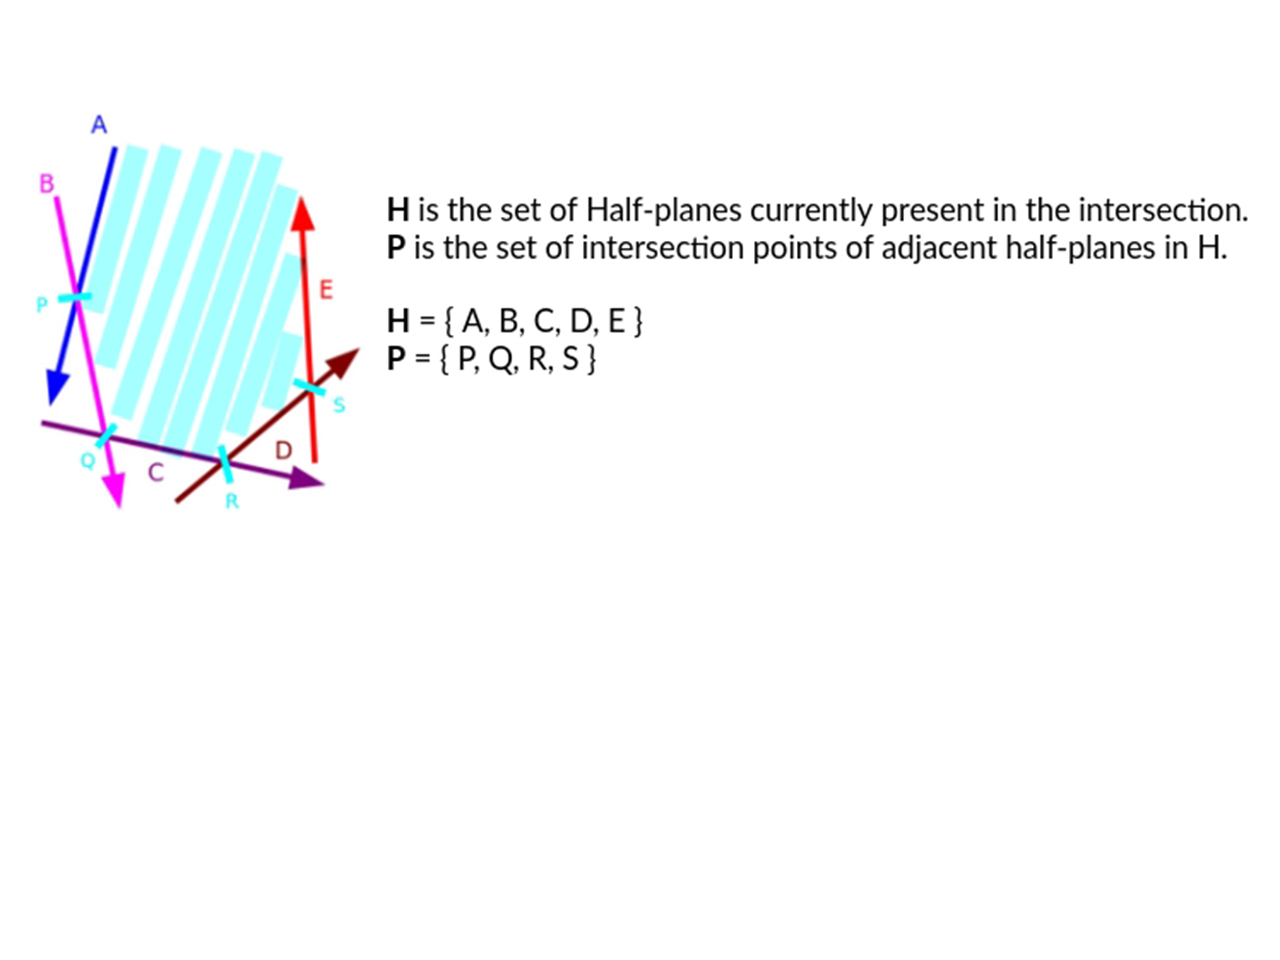 A
B
P
E
S
D
Q
C
R
H is the set of Half-planes currently present in the intersection.
P is the set of intersection points of adjacent half-planes in H.
H = { A, B, C, D, E }
P = { P, Q, R, S }